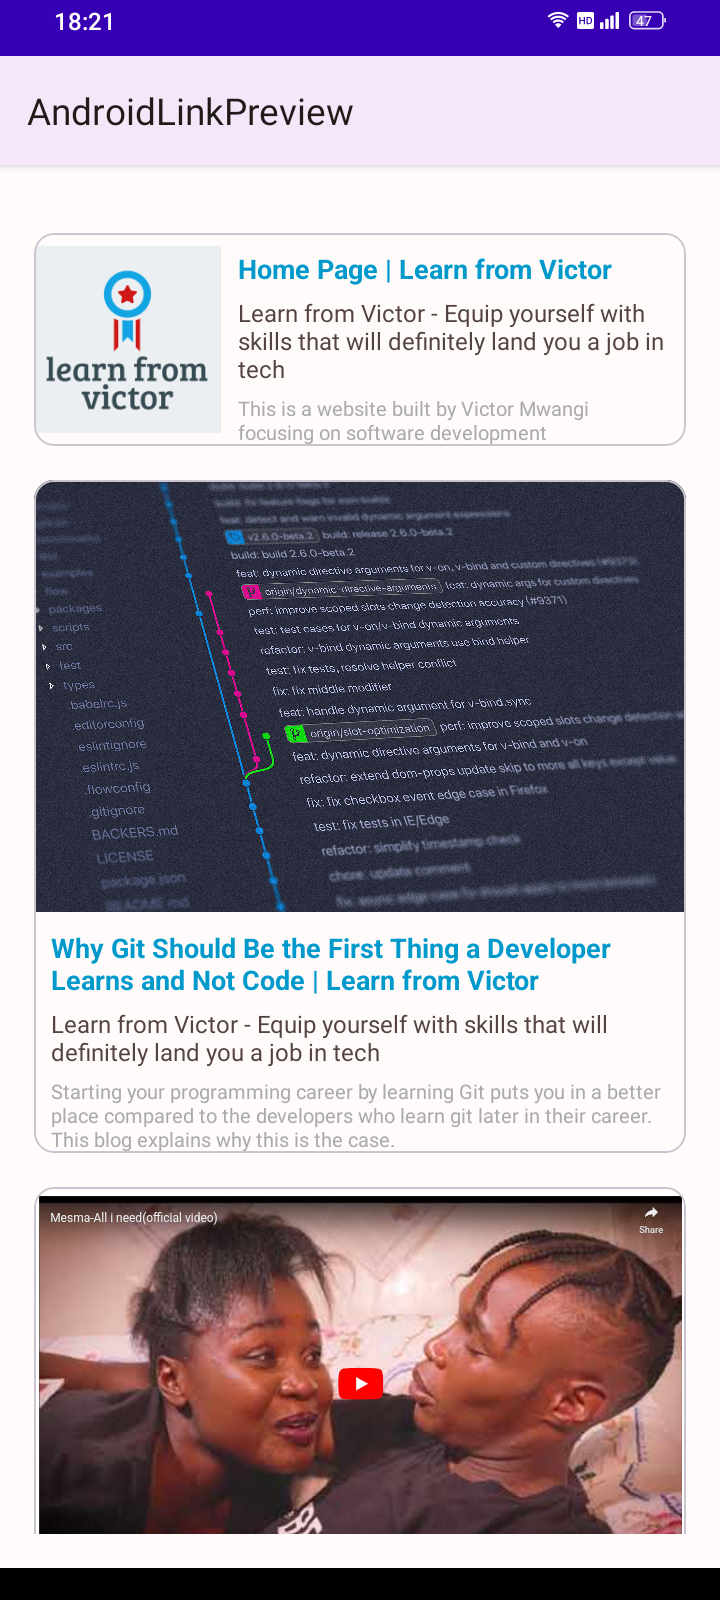 18:21
HD
47
AndroidLinkPreview
learn from
victor
Home Page | Learn from Victor
Learn from Victor - Equip yourself with
skills that will definitely land you a job in
tech
This is a website built by Victor Mwangi
focusing on software development
feat: detect and warn invalid dynamic argument expressions
v2.6.0-beta.2 build: release 2.6.0-beta.2
build: build 2.6.0-beta.2
feat: dynamic directive arguments for v-on, v-bind and custom directives (#9373)
origin/dynamic-directive-arguments feat: dynamic args for custom directives
perf: improve scoped slots change detection accuracy (#9371)
test: test cases for v-on/v-bind dynamic arguments
refactor: v-bind dynamic arguments use bind helper
test: fix tests, resolve helper conflict
fix: fix middle modifier
feat: handle dynamic argument for v-bind.sync
origin/slot-optimization perf: improve scoped slots change detection
feat: dynamic directive arguments for v-bind and v-on
refactor: extend dom-props update skip to more all keys except value
fix: fix checkbox event edge case in Firefox
test: fix tests in IE/Edge
refactor: simplify timestamp check
chore: update comment
flow
packages
scripts
src
test
types
.babelrc.js
.editorconfig
.eslintignore
.eslintrc.js
.flowconfig
.gitignore
BACKERS.md
LICENSE
package.json
README.md
Why Git Should Be the First Thing a Developer
Learns and Not Code | Learn from Victor
Learn from Victor - Equip yourself with skills that will
definitely land you a job in tech
Starting your programming career by learning Git puts you in a better
place compared to the developers who learn git later in their career.
This blog explains why this is the case.
Mesma-All i need(official video)
Share